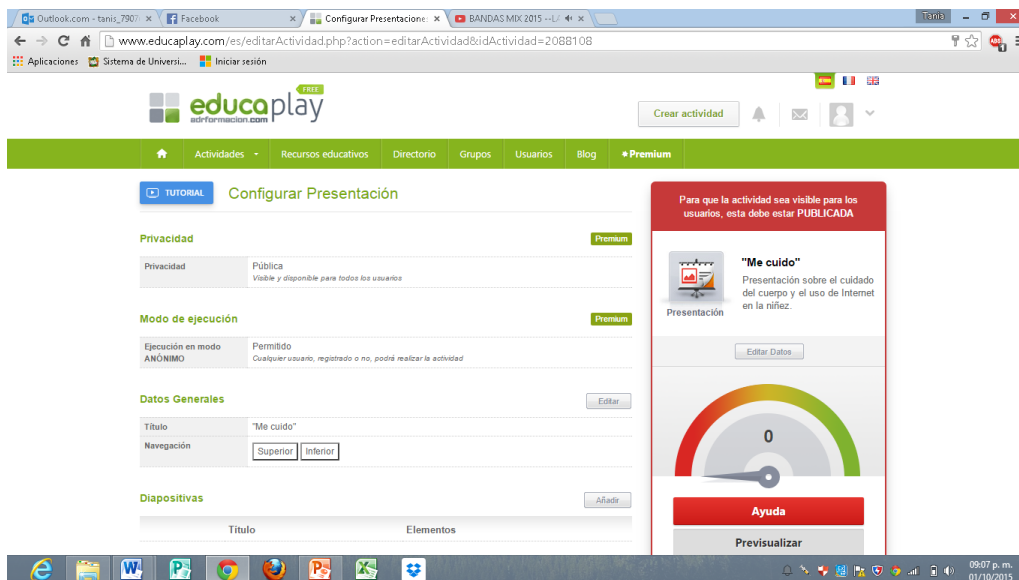 Outlook.com - tanis_7907
Facebook
Configurar Presentacione
BANDAS MIX 2015 --L
Tania
www.educaplay.com/es/editarActividad.php?action=editarActividad&idActividad=2088108
Aplicaciones
Sistema de Universi...
Iniciar sesión
educaplay
FREE
adrformacion.com
Crear actividad
Actividades
Recursos educativos
Directorio
Grupos
Usuarios
Blog
Premium
TUTORIAL
Configurar Presentación
Privacidad
Premium
Privacidad
Pública
Visible y disponible para todos los usuarios
Modo de ejecución
Premium
Ejecución en modo
ANÓNIMO
Permitido
Cualquier usuario, registrado o no, podrá realizar la actividad
Datos Generales
Editar
Título
"Me cuido"
Navegación
Superior
Inferior
Diapositivas
Añadir
Título
Elementos
Para que la actividad sea visible para los
usuarios, esta debe estar PUBLICADA
Presentación
"Me cuido"
Presentación sobre el cuidado
del cuerpo y el uso de Internet
en la niñez.
Editar Datos
0
Ayuda
Previsualizar
09:07 p. m.
01/10/2015